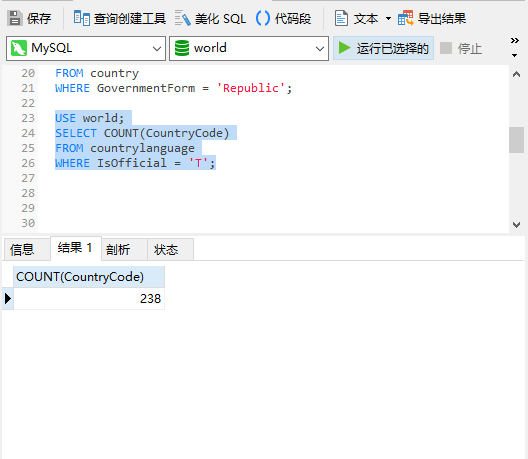 保存 查询创建工具 美化 SQL 代码段 文本 导出结果
MySQL world 运行已选择的 停止
20 FROM country
21 WHERE GovernmentForm = 'Republic';
22
23 USE world;
24 SELECT COUNT(CountryCode)
25 FROM countrylanguage
26 WHERE IsOfficial = 'T';
27
28
29
30
信息 结果 1 剖析 状态
COUNT(CountryCode)
238